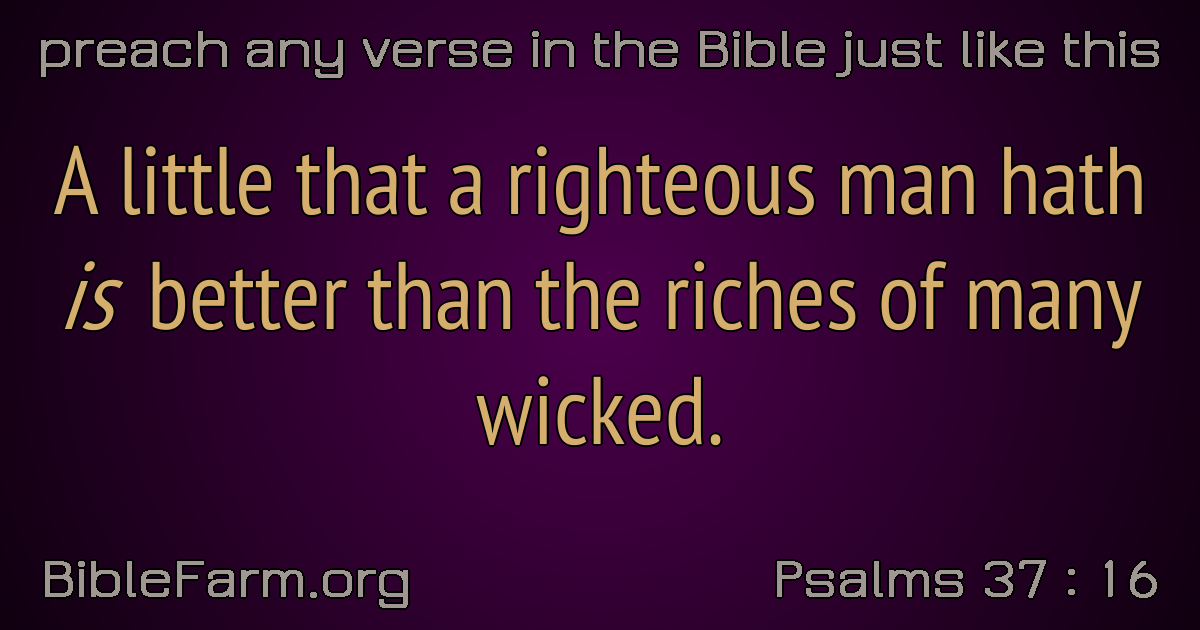 preach any verse in the Bible just like this
A little that a righteous man hath
is better than the riches of many
wicked.
BibleFarm.org
Psalms 37 : 16